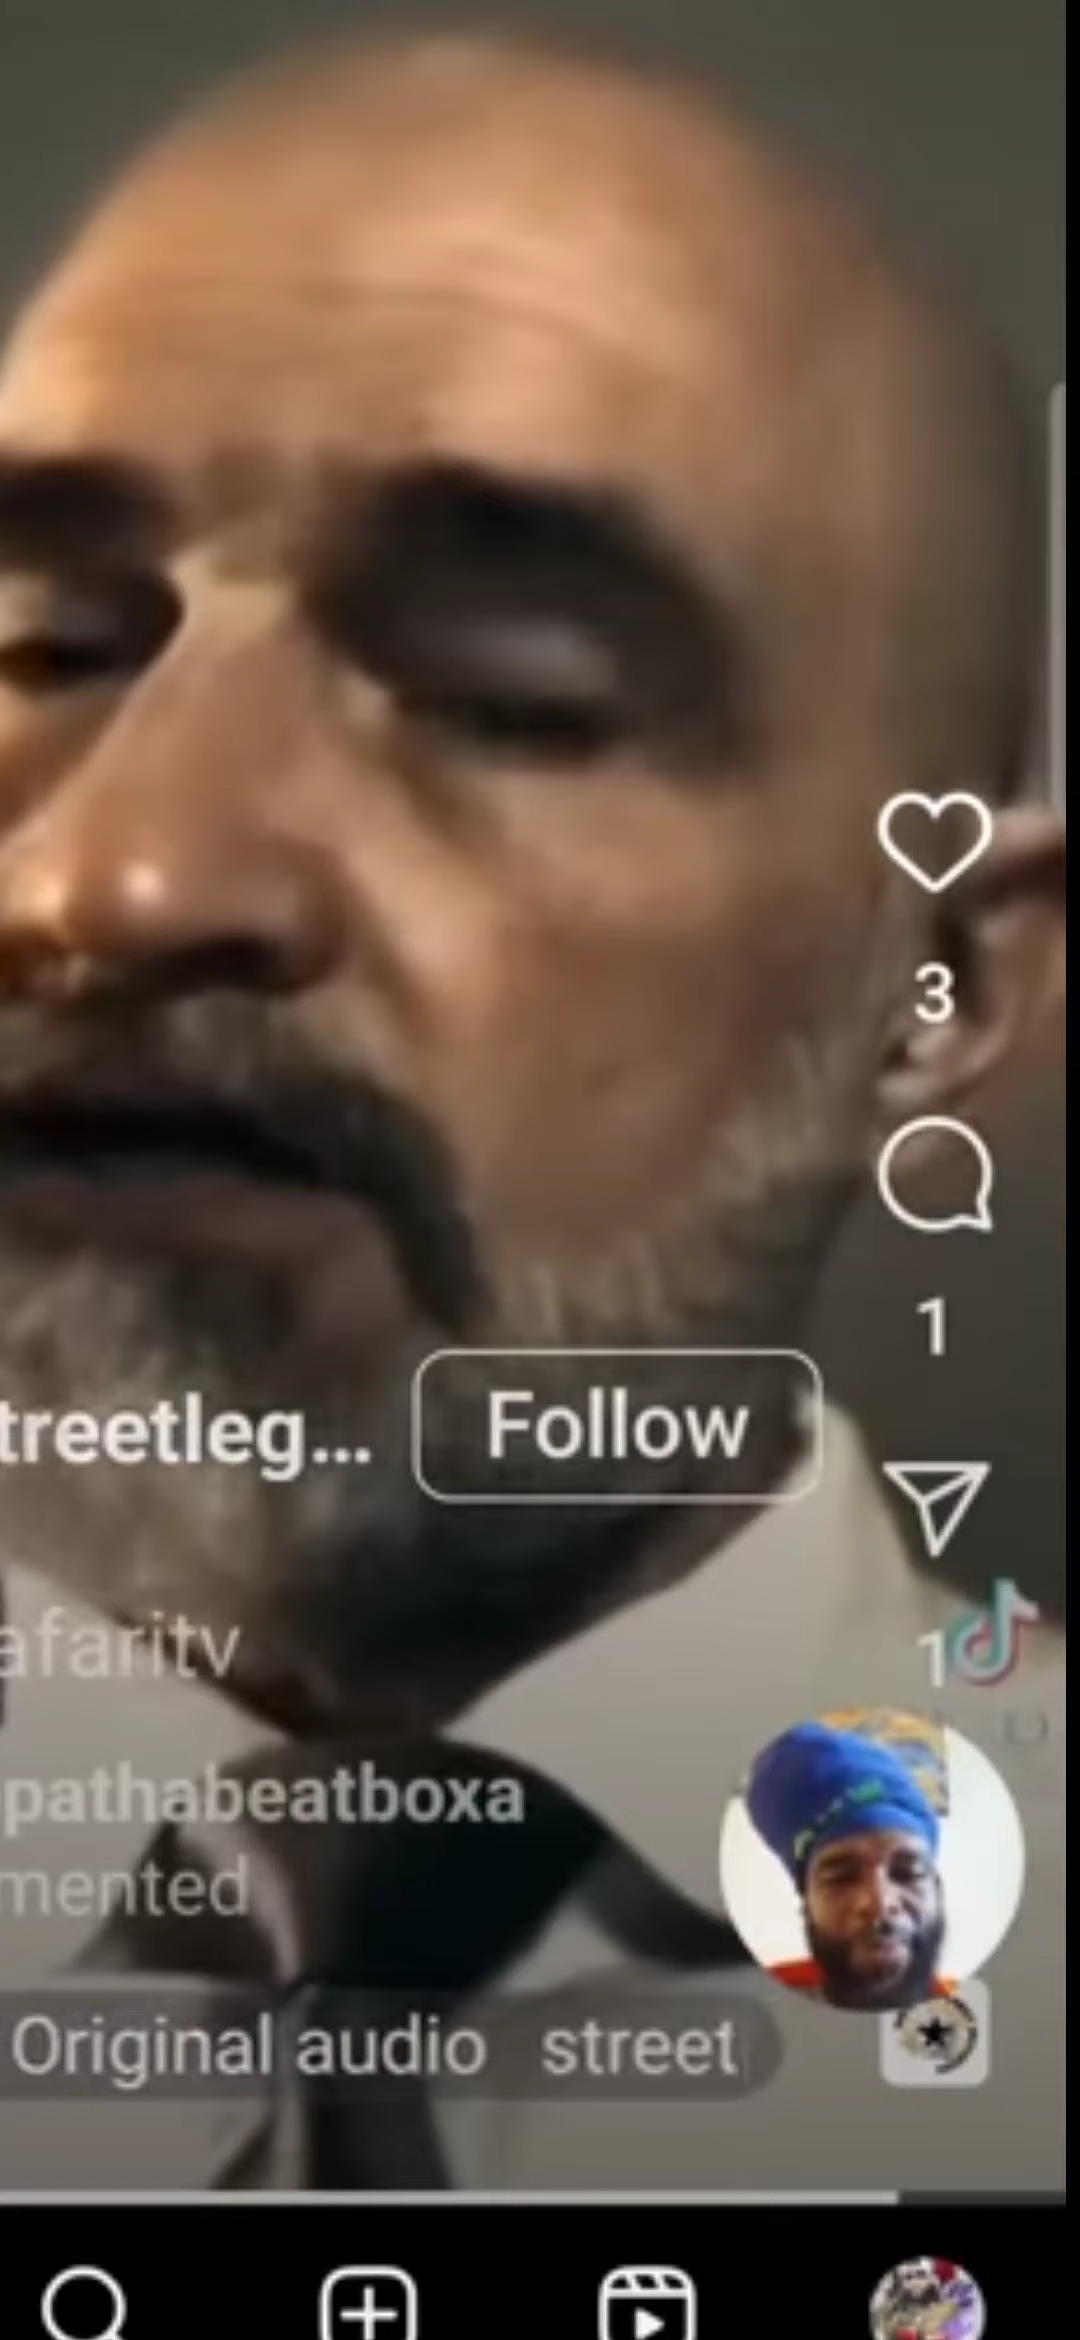 3
1
treetleg...
Follow
afaritv
1
pathabeatboxa
mented
Original audio street